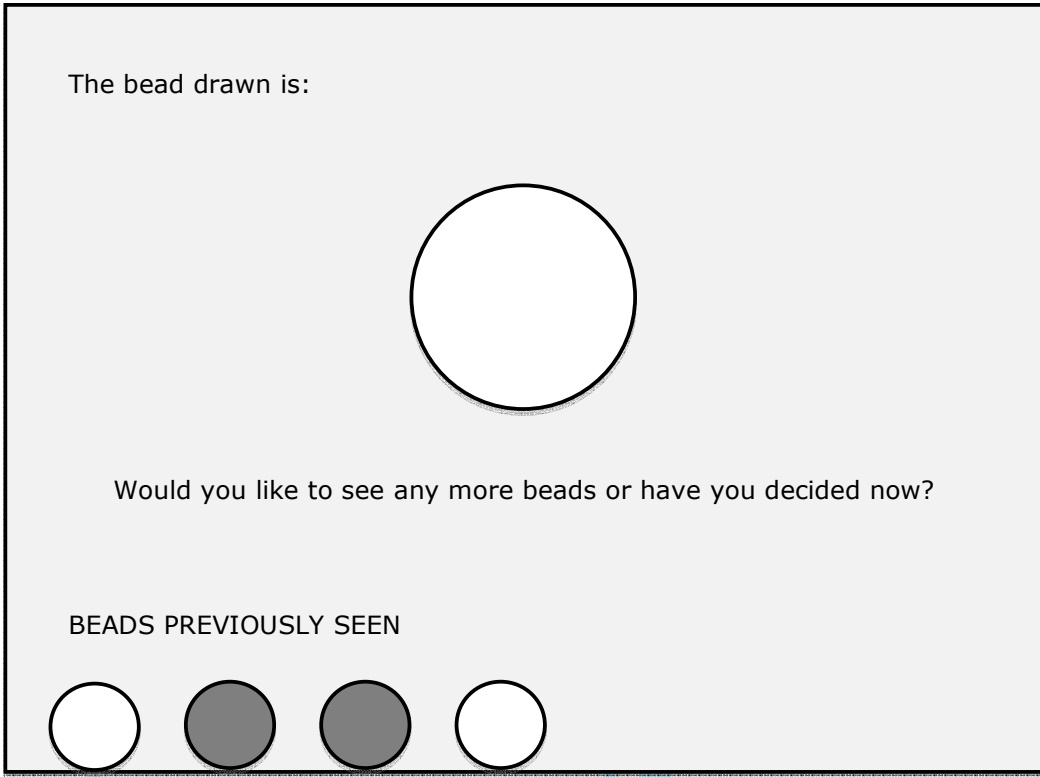 The bead drawn is:
Would you like to see any more beads or have you decided now?
BEADS PREVIOUSLY SEEN